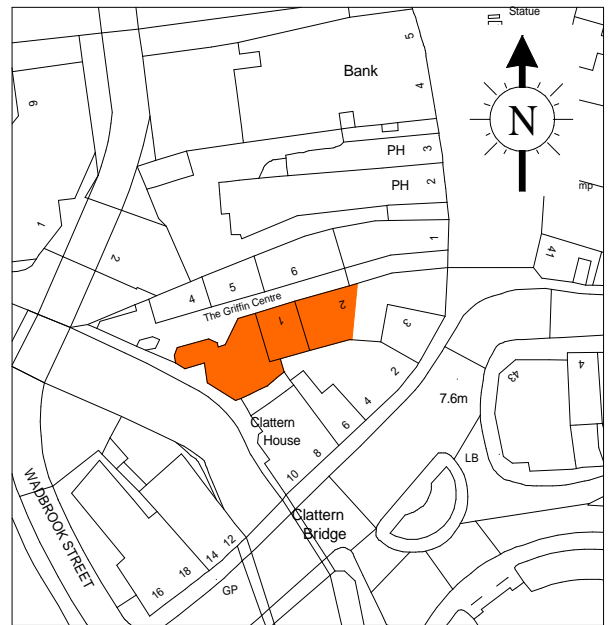 Statue
5
Bank
4
9
N
3
PH
2
PH
mp
1
1
41
2
6
5
4
The Griffin Centre
2
1
3
2
4
43
4
7.6m
6
Clattern
House
8
LB
10
WADBROOK STREET
Clattern
Bridge
12
14
18
16
GP